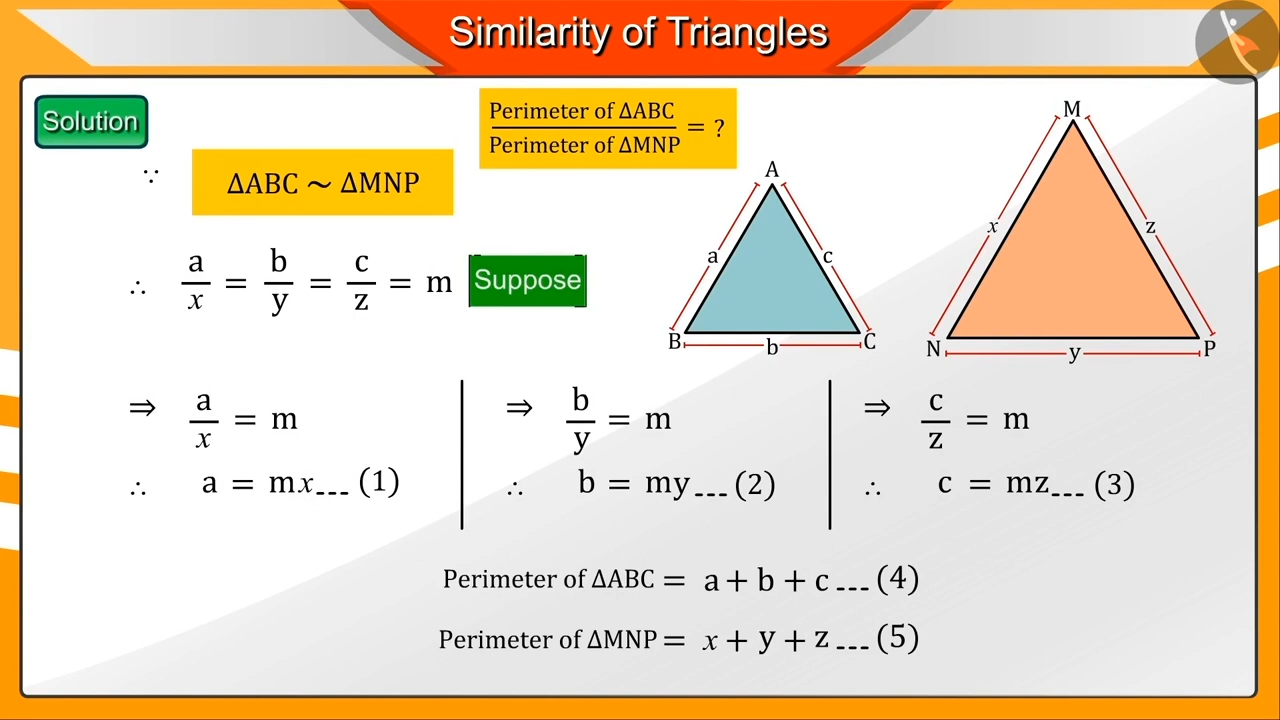 Similarity of Triangles
Solution
Perimeter of ΔABC / Perimeter of ΔMNP = ?
∵ ΔABC ~ ΔMNP
∴ a/x = b/y = c/z = m Suppose
A
a
c
B
b
C
M
x
z
N
y
P
⇒ a/x = m
∴ a = mx--- (1)
⇒ b/y = m
∴ b = my--- (2)
⇒ c/z = m
∴ c = mz--- (3)
Perimeter of ΔABC = a + b + c --- (4)
Perimeter of ΔMNP = x + y + z --- (5)